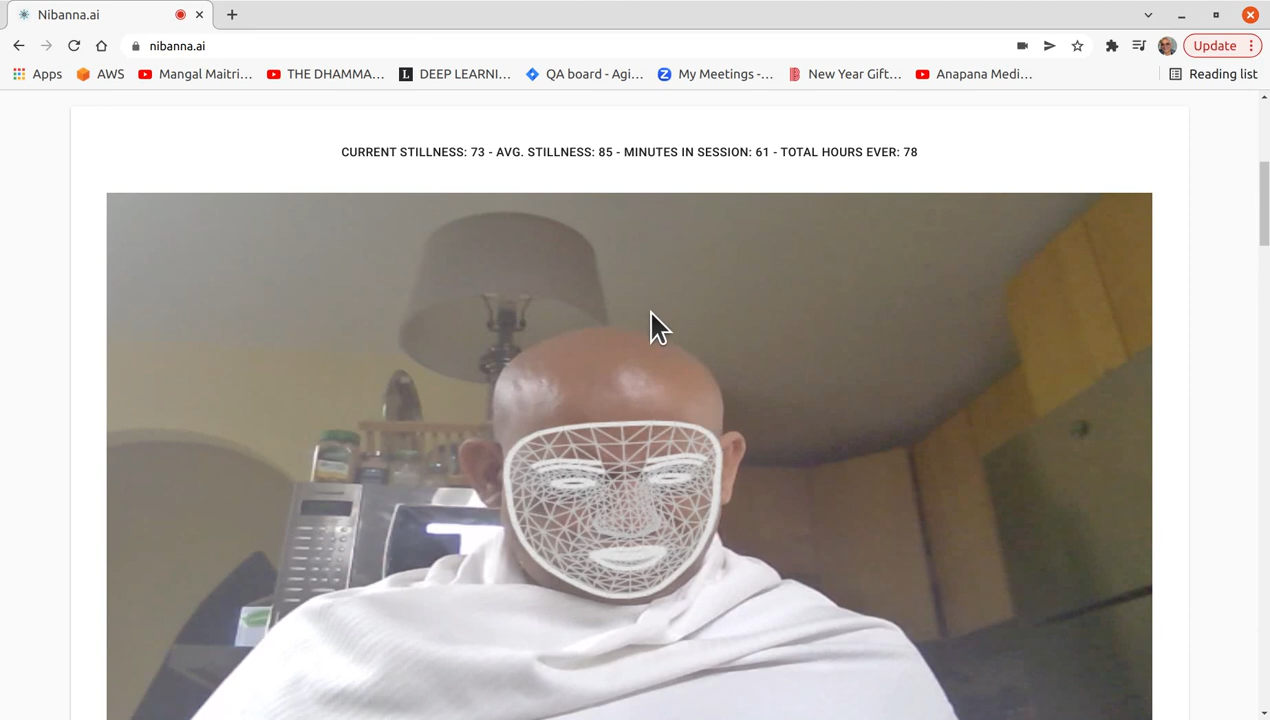 Nibanna.ai
nibanna.ai
Update
Apps
AWS
Mangal Maitri...
THE DHAMMA...
L DEEP LEARNI...
QA board - Agi...
Z My Meetings -...
B New Year Gift...
Anapana Medi...
Reading list
CURRENT STILLNESS: 73 - AVG. STILLNESS: 85 - MINUTES IN SESSION: 61 - TOTAL HOURS EVER: 78